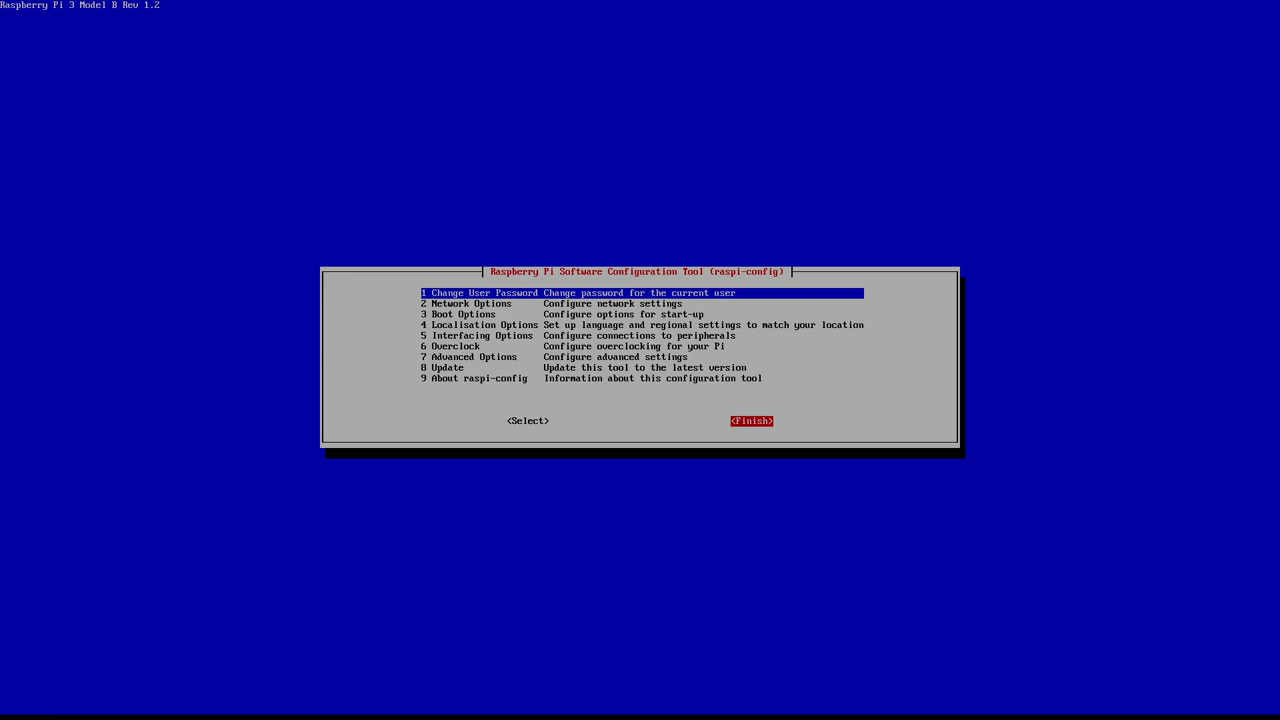 Raspberry Pi 3 Model B Rev 1.2
Raspberry Pi Software Configuration Tool (raspi-config)
1 Change User Password Change password for the current user
2 Network Options Configure network settings
3 Boot Options Configure options for start-up
4 Localisation Options Set up language and regional settings to match your location
5 Interfacing Options Configure connections to peripherals
6 Overclock Configure overclocking for your Pi
7 Advanced Options Configure advanced settings
8 Update Update this tool to the latest version
9 About raspi-config Information about this configuration tool
<Select> <Finish>